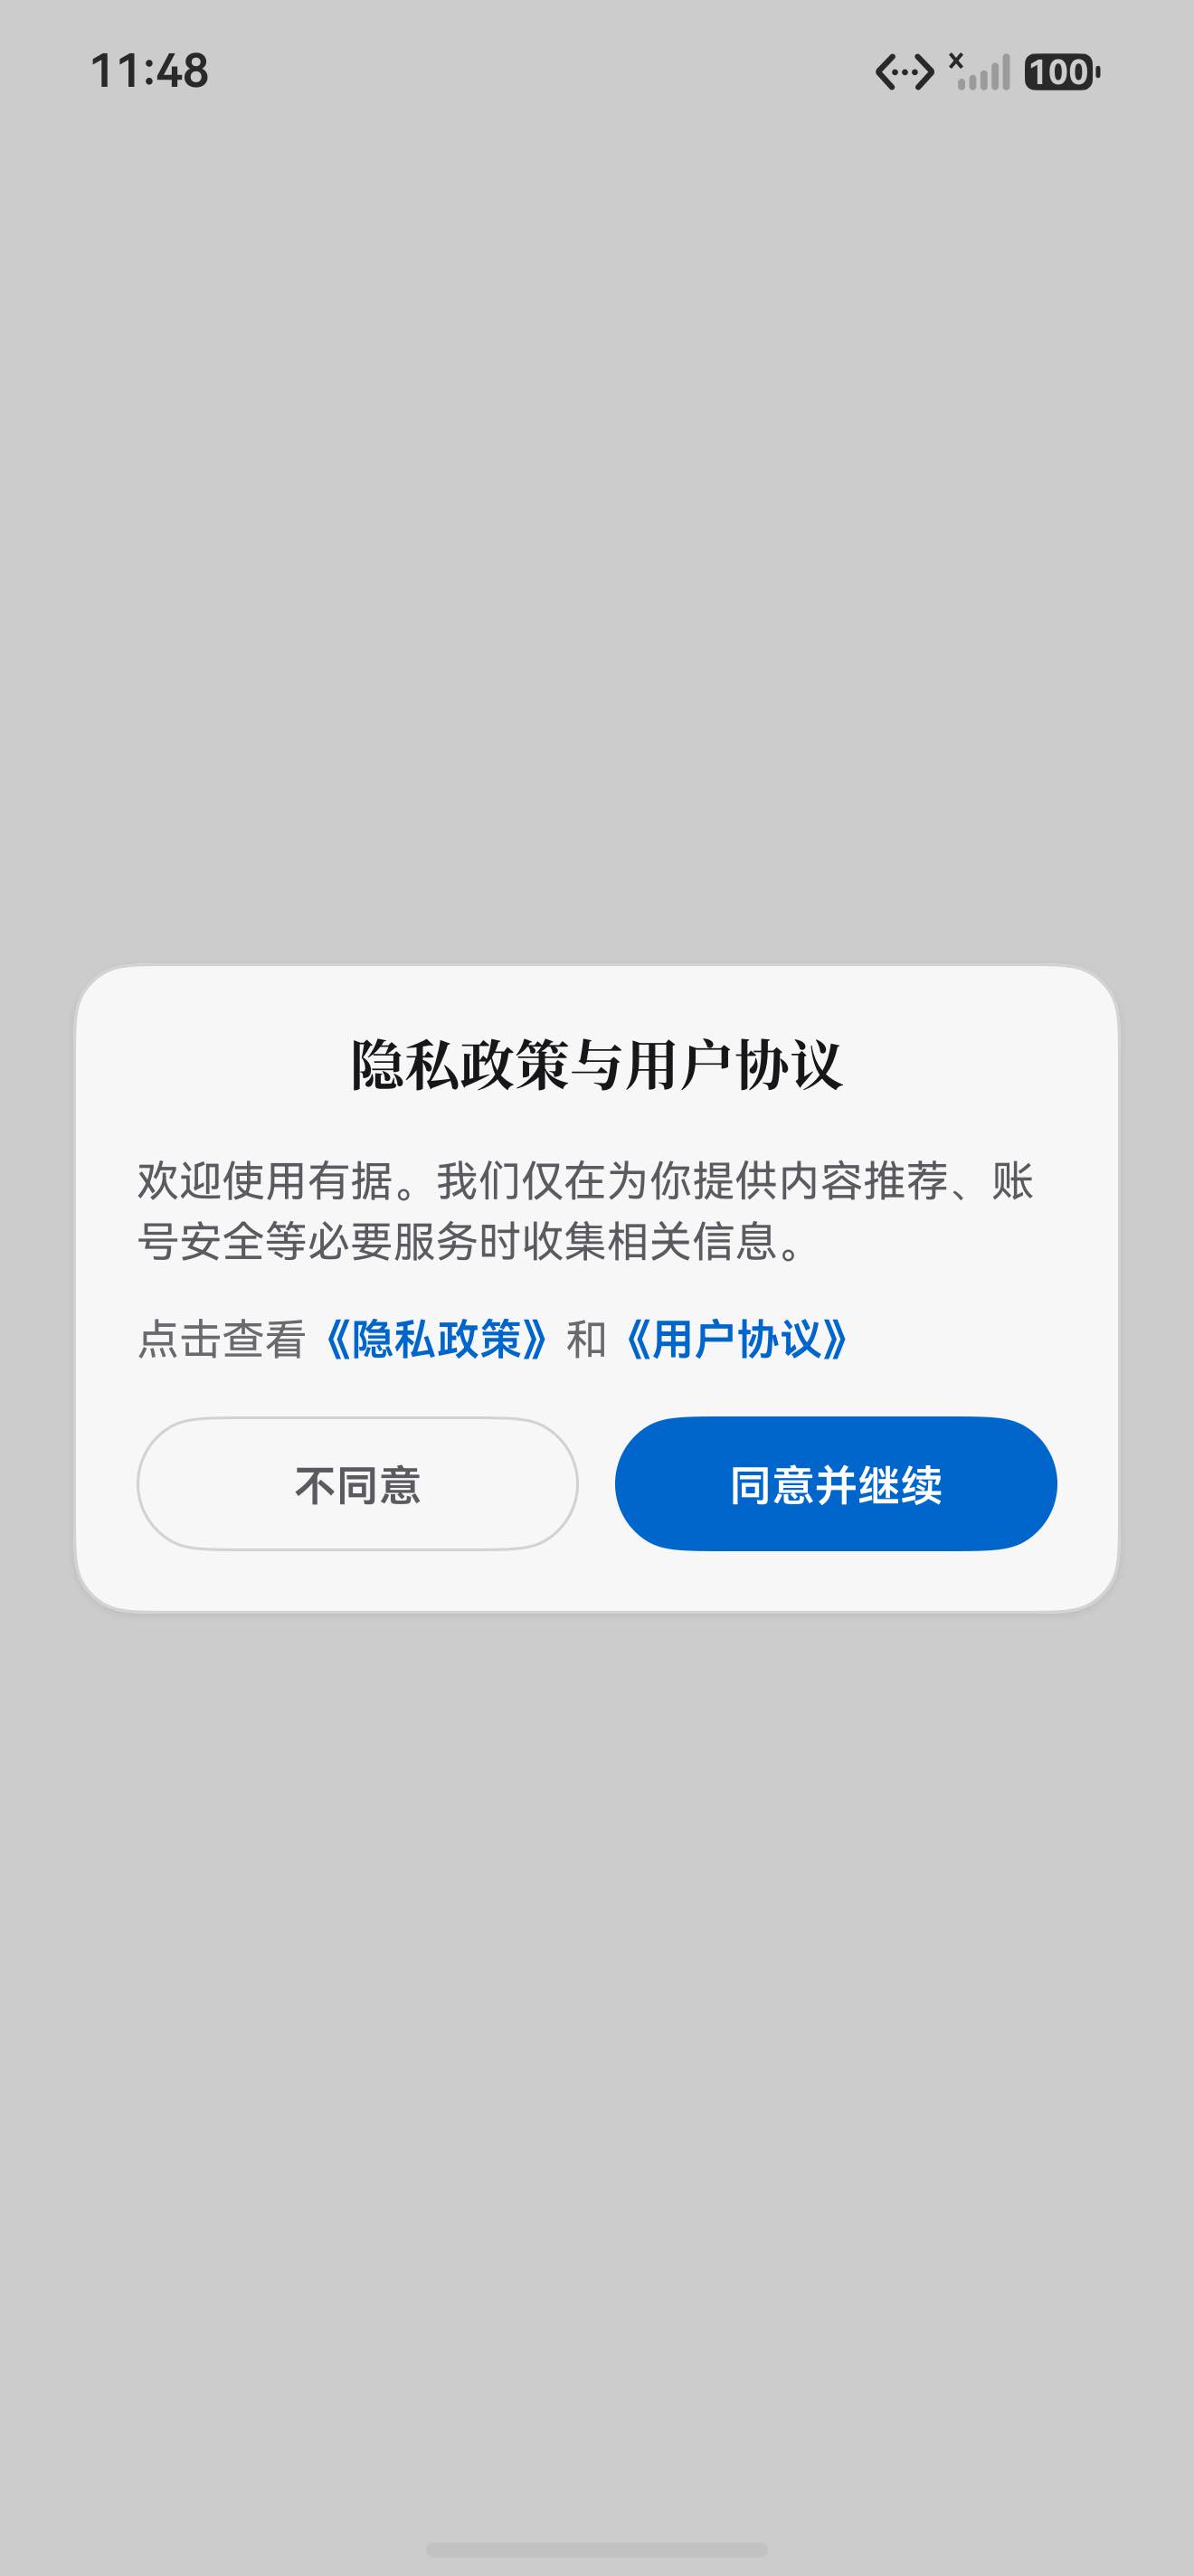 11:48
100
隐私政策与用户协议
欢迎使用有据。我们仅在为你提供内容推荐、账
号安全等必要服务时收集相关信息。
点击查看《隐私政策》和《用户协议》
不同意
同意并继续